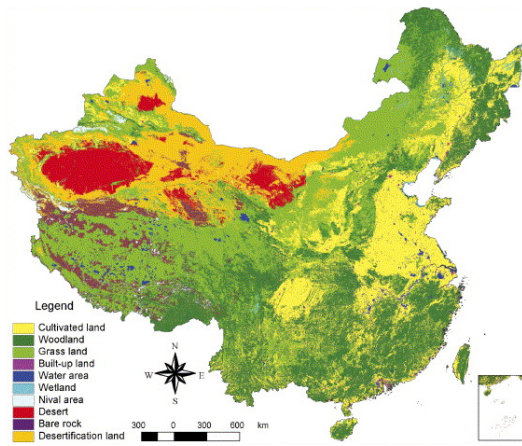 Legend
Cultivated land
Woodland
Grass land
Built-up land
Water area
Wetland
Nival area
Desert
Bare rock
Desertification land
N
W E
S
300 0 300 600 km